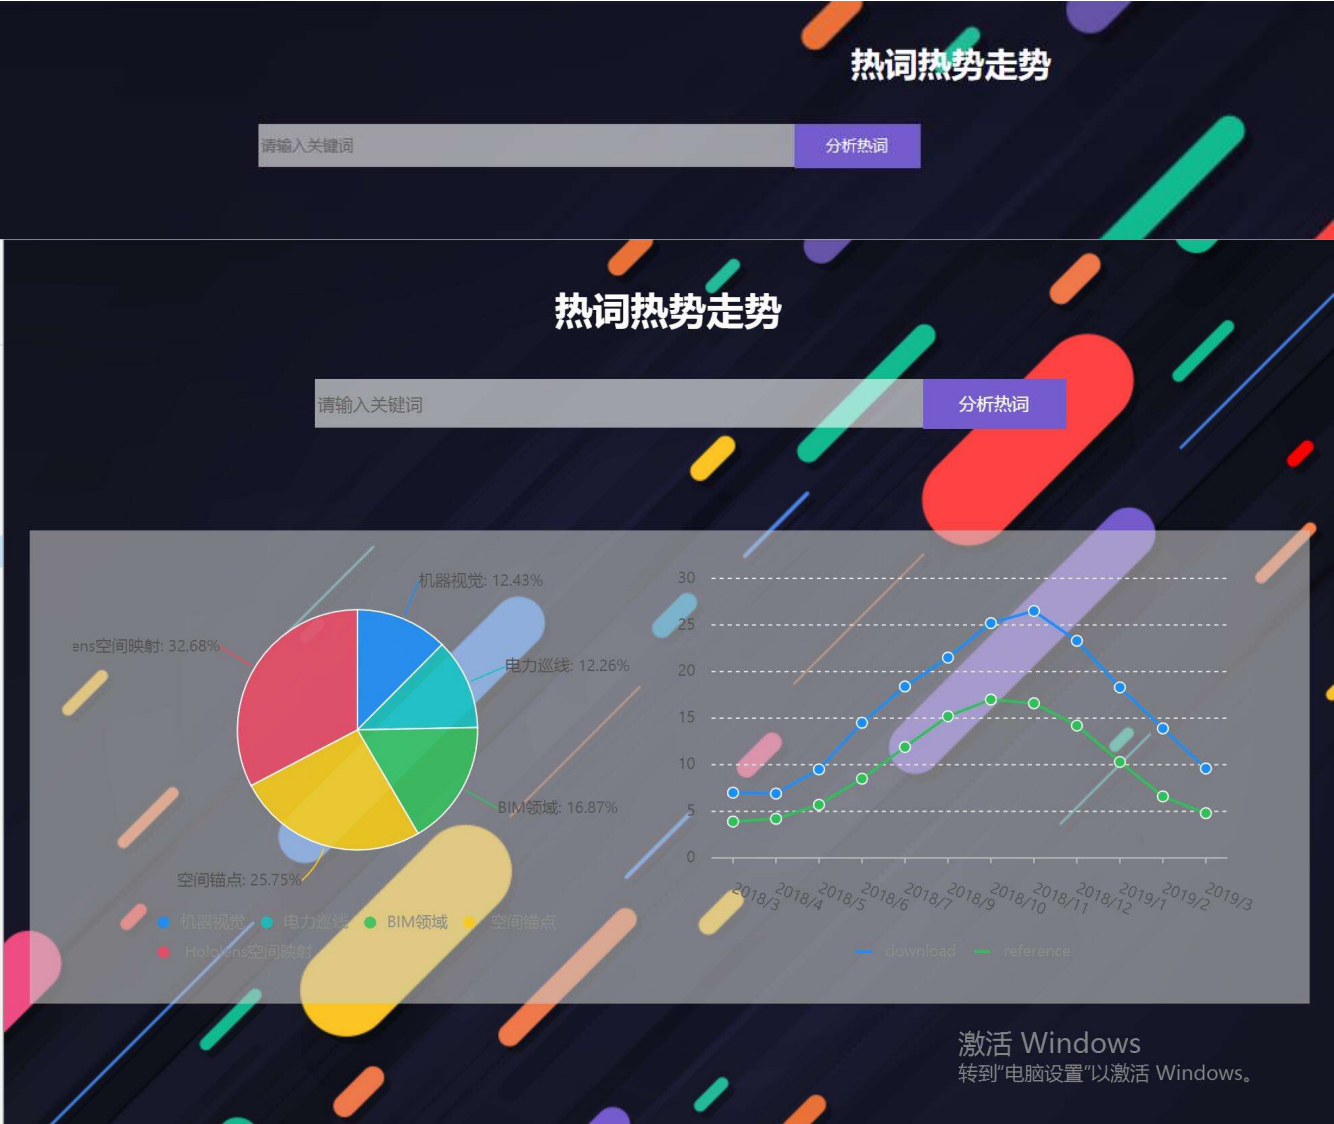 热词热势走势
请输入关键词
分析热词
热词热势走势
请输入关键词
分析热词
机器视觉: 12.43%
ens空间映射: 32.68%
电力巡线: 12.26%
BIM领域: 16.87%
空间锚点: 25.75%
机器视觉 电力巡线 BIM领域 空间锚点
Hololens空间映射
30
25
20
15
10
5
0
2018/3 2018/4 2018/5 2018/6 2018/7 2018/9 2018/10 2018/11 2018/12 2019/1 2019/2 2019/3
download reference
激活 Windows
转到"电脑设置"以激活 Windows。